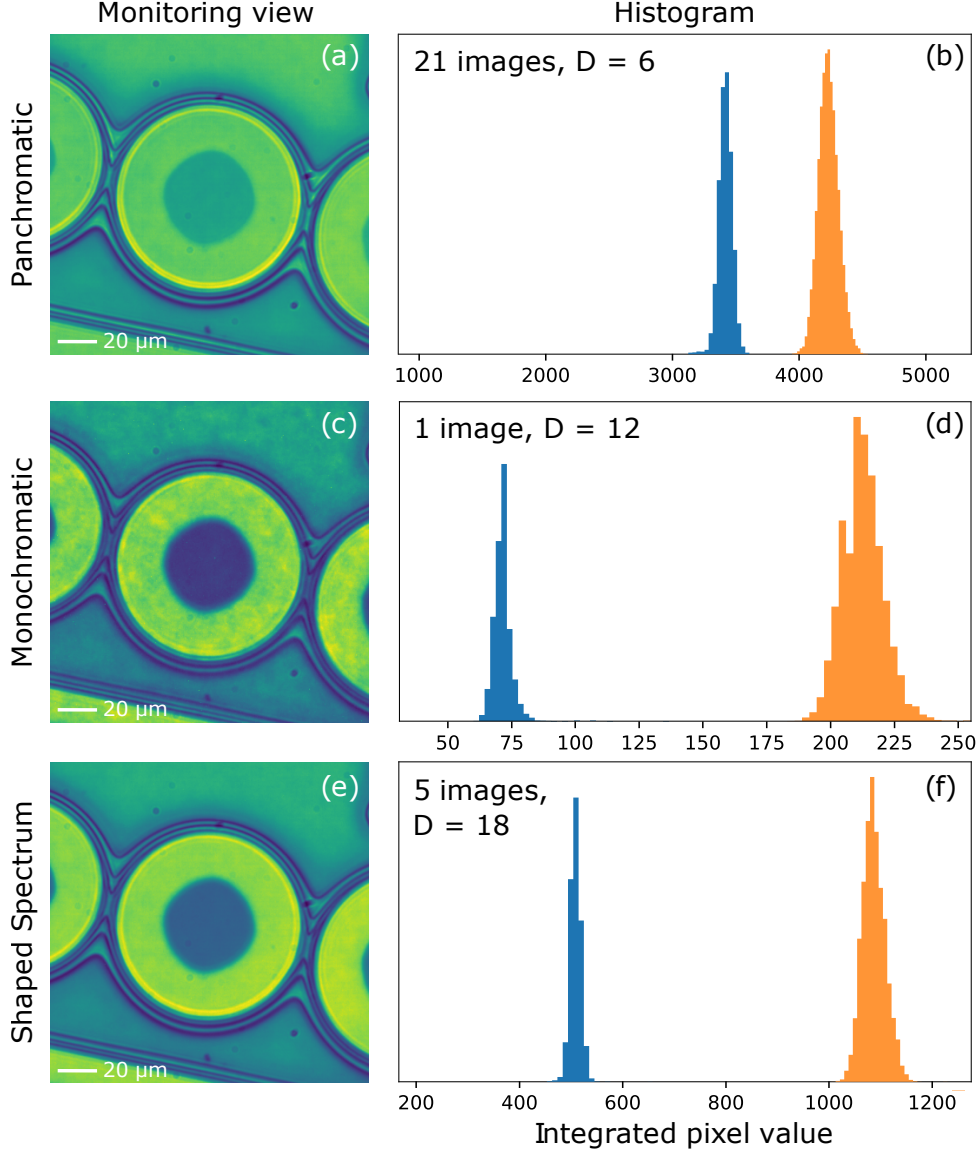 Monitoring view
Histogram
Panchromatic
(a)
20 µm
21 images, D = 6
(b)
1000 2000 3000 4000 5000
Monochromatic
(c)
20 µm
1 image, D = 12
(d)
50 75 100 125 150 175 200 225 250
Shaped Spectrum
(e)
20 µm
5 images,
D = 18
(f)
200 400 600 800 1000 1200
Integrated pixel value